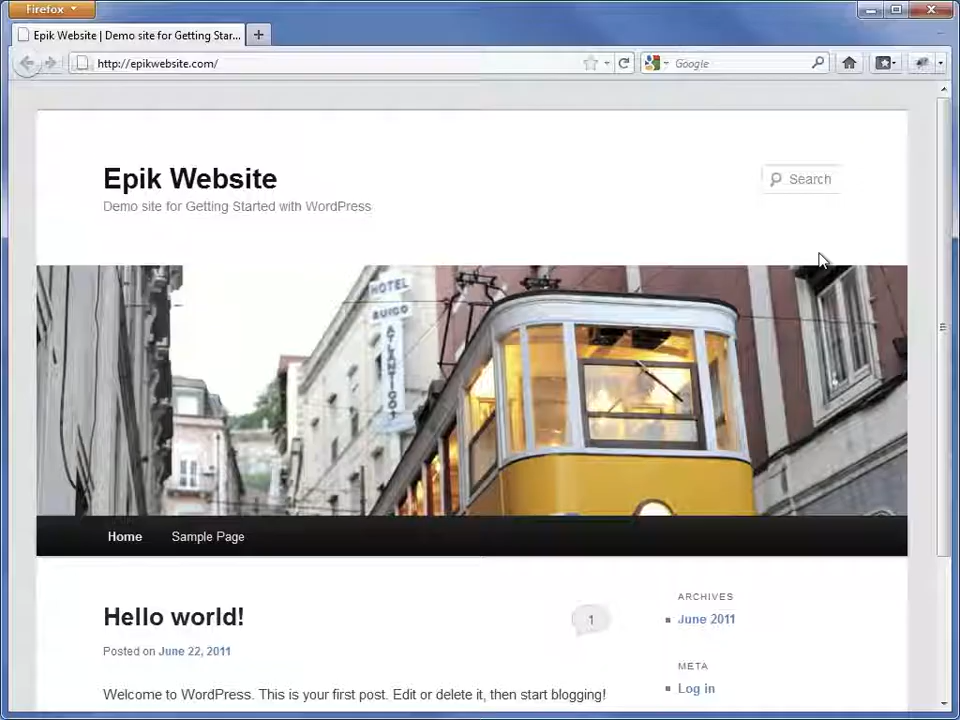 Firefox
Epik Website | Demo site for Getting Star...
http://epikwebsite.com/
Google
Epik Website
Search
Demo site for Getting Started with WordPress
HOTEL
Home
Sample Page
Hello world!
1
Posted on June 22, 2011
Welcome to WordPress. This is your first post. Edit or delete it, then start blogging!
ARCHIVES
June 2011
META
Log in